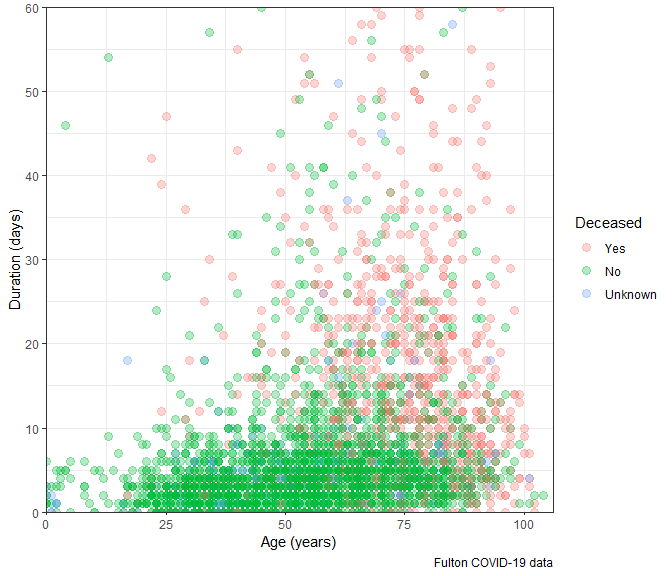 60
50
40
30
20
10
0
Duration (days)
0 25 50 75 100
Age (years)
Deceased
Yes
No
Unknown
Fulton COVID-19 data